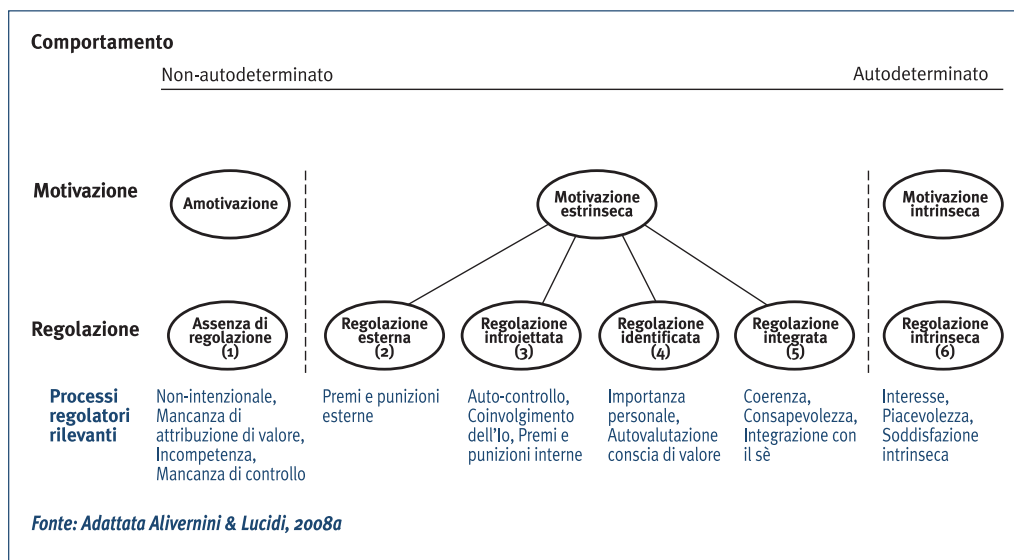 Comportamento
Non-autodeterminato
Autodeterminato
Motivazione
Amotivazione
Motivazione
estrinseca
Motivazione
intrinseca
Regolazione
Assenza di
regolazione
(1)
Regolazione
esterna
(2)
Regolazione
introiettata
(3)
Regolazione
identificata
(4)
Regolazione
integrata
(5)
Regolazione
intrinseca
(6)
Processi
regolatori
rilevanti
Non-intenzionale,
Mancanza di
attribuzione di valore,
Incompetenza,
Mancanza di controllo
Premi e punizioni
esterne
Auto-controllo,
Coinvolgimento
dell'Io, Premi e
punizioni interne
Importanza
personale,
Autovalutazione
conscia di valore
Coerenza,
Consapevolezza,
Integrazione con
il sè
Interesse,
Piacevolezza,
Soddisfazione
intrinseca
Fonte: Adattata Alivernini & Lucidi, 2008a